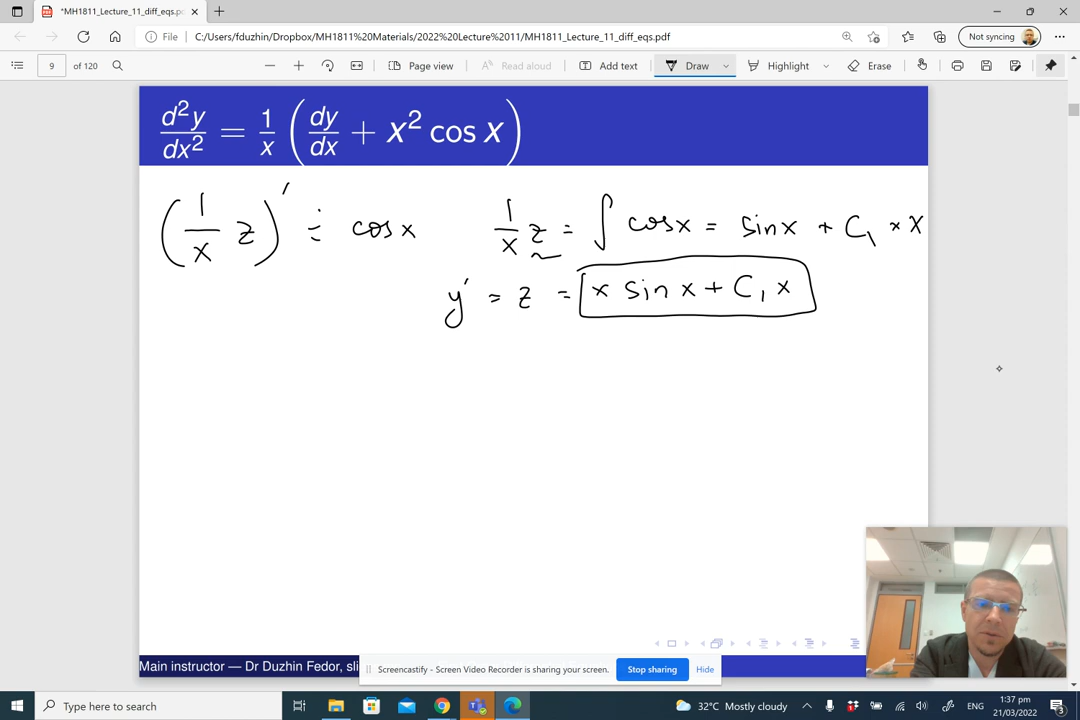 *MH1811_Lecture_11_diff_eqs.pd
File C:/Users/fduzhin/Dropbox/MH1811%20Materials/2022%20Lecture%2011/MH1811_Lecture_11_diff_eqs.pdf Not syncing
9 of 120 Page view Read aloud Add text Draw Highlight Erase
d²y/dx² = 1/x (dy/dx + x² cos x)
(1/x z)' = cos x
1/x z = ∫ cos x = sin x + C₁ × X
y' = z = x sin x + C₁ x
Main instructor — Dr Duzhin Fedor, sli
Screencastify - Screen Video Recorder is sharing your screen. Stop sharing Hide
Type here to search 32°C Mostly cloudy ENG 1:37 pm
21/03/2022 3